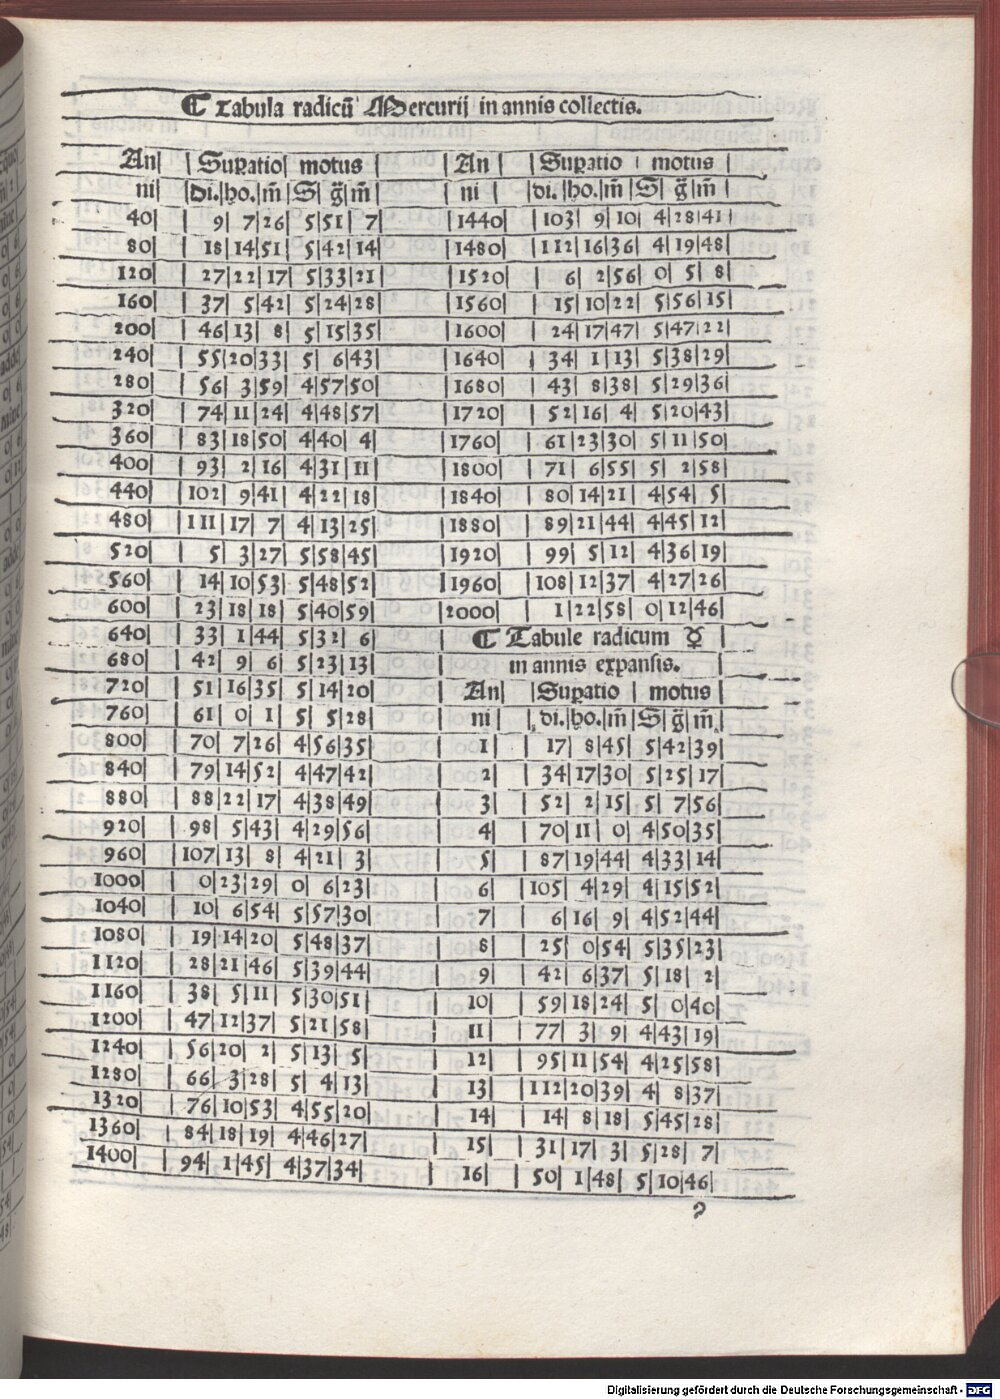 ¶ Tabula radicū Mercurij in annis collectis.
An | Suꝑatio | motus | An | Suꝑatio | motus
ni | di. | ho. | m̄ | S | g̃ | m̄ | ni | di. | ho. | m̄ | S | g̃ | m̄
40 | 9 | 7 | 26 | 5 | 51 | 7 | 1440 | 103 | 9 | 10 | 4 | 28 | 41
80 | 18 | 14 | 51 | 5 | 42 | 14 | 1480 | 112 | 16 | 36 | 4 | 19 | 48
120 | 27 | 22 | 17 | 5 | 33 | 21 | 1520 | 6 | 2 | 56 | 0 | 5 | 8
160 | 37 | 5 | 42 | 5 | 24 | 28 | 1560 | 15 | 10 | 22 | 5 | 56 | 15
200 | 46 | 13 | 8 | 5 | 15 | 35 | 1600 | 24 | 17 | 47 | 5 | 47 | 22
240 | 55 | 20 | 33 | 5 | 6 | 43 | 1640 | 34 | 1 | 13 | 5 | 38 | 29
280 | 56 | 3 | 59 | 4 | 57 | 50 | 1680 | 43 | 8 | 38 | 5 | 29 | 36
320 | 74 | 11 | 24 | 4 | 48 | 57 | 1720 | 52 | 16 | 4 | 5 | 20 | 43
360 | 83 | 18 | 50 | 4 | 40 | 4 | 1760 | 61 | 23 | 30 | 5 | 11 | 50
400 | 93 | 2 | 16 | 4 | 31 | 11 | 1800 | 71 | 6 | 55 | 5 | 2 | 58
440 | 102 | 9 | 41 | 4 | 22 | 18 | 1840 | 80 | 14 | 21 | 4 | 54 | 5
480 | 111 | 17 | 7 | 4 | 13 | 25 | 1880 | 89 | 21 | 44 | 4 | 45 | 12
520 | 5 | 3 | 27 | 5 | 58 | 45 | 1920 | 99 | 5 | 12 | 4 | 36 | 19
560 | 14 | 10 | 53 | 5 | 48 | 52 | 1960 | 108 | 12 | 37 | 4 | 27 | 26
600 | 23 | 18 | 18 | 5 | 40 | 59 | 2000 | 1 | 22 | 58 | 0 | 12 | 46
640 | 33 | 1 | 44 | 5 | 32 | 6 | ¶ Tabule radicum ☿
680 | 42 | 9 | 6 | 5 | 23 | 13 | in annis expansis.
720 | 51 | 16 | 35 | 5 | 14 | 20 | An | Suꝑatio | motus
760 | 61 | 0 | 1 | 5 | 5 | 28 | ni | di. | ho. | m̄ | S | g̃ | m̄
800 | 70 | 7 | 26 | 4 | 56 | 35 | 1 | 17 | 8 | 45 | 5 | 42 | 39
840 | 79 | 14 | 52 | 4 | 47 | 42 | 2 | 34 | 17 | 30 | 5 | 25 | 17
880 | 88 | 22 | 17 | 4 | 38 | 49 | 3 | 52 | 2 | 15 | 5 | 7 | 56
920 | 98 | 5 | 43 | 4 | 29 | 56 | 4 | 70 | 11 | 0 | 4 | 50 | 35
960 | 107 | 13 | 8 | 4 | 21 | 3 | 5 | 87 | 19 | 44 | 4 | 33 | 14
1000 | 0 | 23 | 29 | 0 | 6 | 23 | 6 | 105 | 4 | 29 | 4 | 15 | 52
1040 | 10 | 6 | 54 | 5 | 57 | 30 | 7 | 6 | 16 | 9 | 4 | 52 | 44
1080 | 19 | 14 | 20 | 5 | 48 | 37 | 8 | 25 | 0 | 54 | 5 | 35 | 23
1120 | 28 | 21 | 46 | 5 | 39 | 44 | 9 | 42 | 6 | 37 | 5 | 18 | 2
1160 | 38 | 5 | 11 | 5 | 30 | 51 | 10 | 59 | 18 | 24 | 5 | 0 | 40
1200 | 47 | 12 | 37 | 5 | 21 | 58 | 11 | 77 | 3 | 9 | 4 | 43 | 19
1240 | 56 | 20 | 2 | 5 | 13 | 5 | 12 | 95 | 11 | 54 | 4 | 25 | 58
1280 | 66 | 3 | 28 | 5 | 4 | 13 | 13 | 112 | 20 | 39 | 4 | 8 | 37
1320 | 76 | 10 | 53 | 4 | 55 | 20 | 14 | 14 | 8 | 18 | 5 | 45 | 28
1360 | 84 | 18 | 19 | 4 | 46 | 27 | 15 | 31 | 17 | 3 | 5 | 28 | 7
1400 | 94 | 1 | 45 | 4 | 37 | 34 | 16 | 50 | 1 | 48 | 5 | 10 | 46
Digitalisierung gefördert durch die Deutsche Forschungsgemeinschaft - DFG